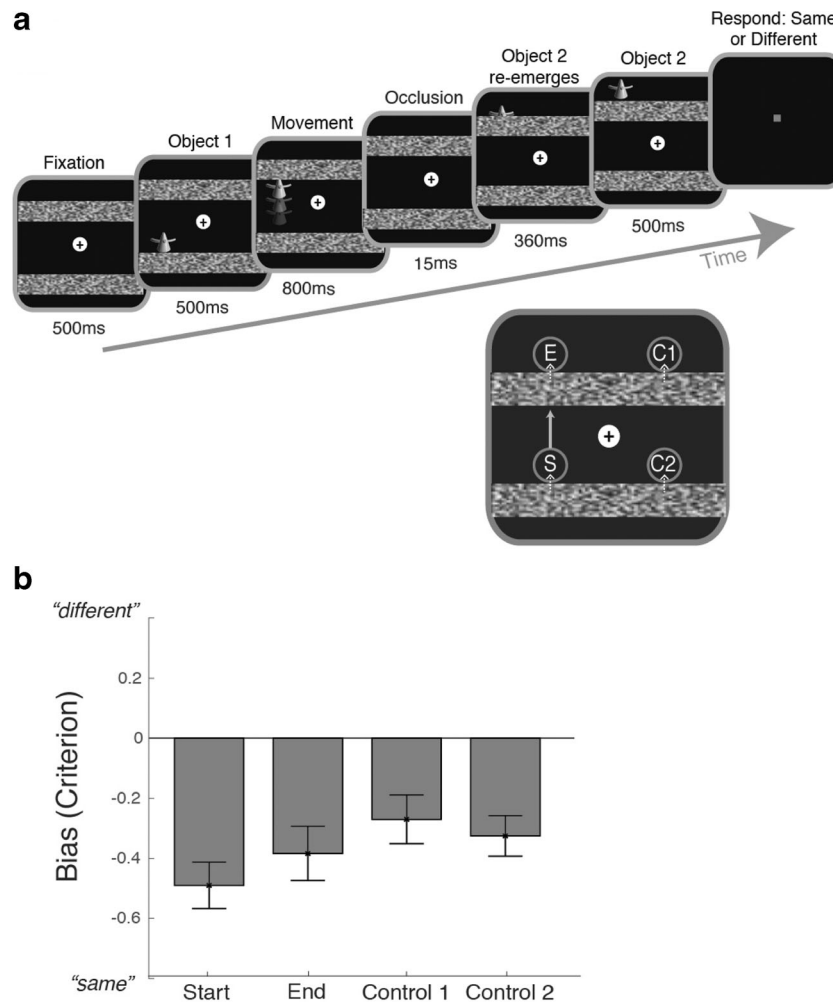 a
Fixation
Object 1
Movement
Occlusion
Object 2
re-emerges
Object 2
Respond: Same
or Different
500ms
500ms
800ms
15ms
360ms
500ms
Time
E
C1
S
C2
b
"different"
0.2
0
-0.2
-0.4
-0.6
"same"
Bias (Criterion)
Start
End
Control 1
Control 2